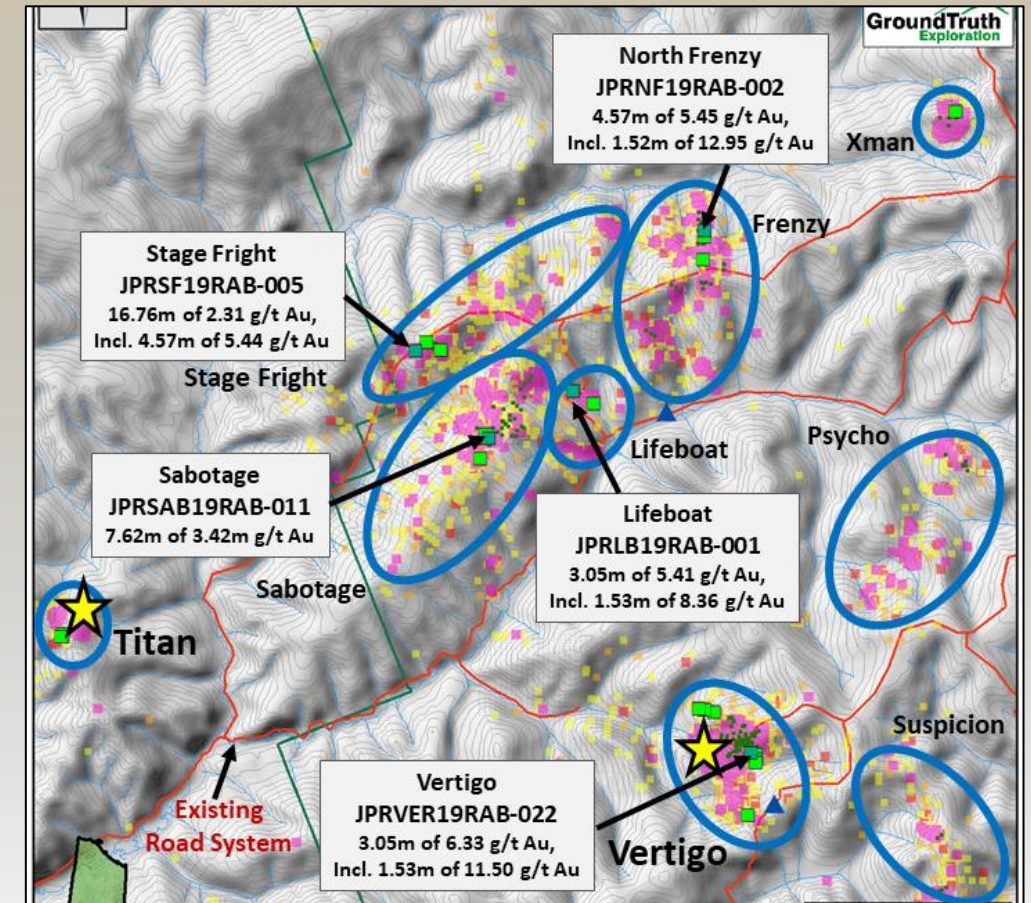 GroundTruth
Exploration
North Frenzy
JPRNF19RAB-002
4.57m of 5.45 g/t Au,
Incl. 1.52m of 12.95 g/t Au
Xman
Frenzy
Stage Fright
JPRSF19RAB-005
16.76m of 2.31 g/t Au,
Incl. 4.57m of 5.44 g/t Au
Stage Fright
Psycho
Lifeboat
Sabotage
JPRSAB19RAB-011
7.62m of 3.42m g/t Au
Lifeboat
JPRLB19RAB-001
3.05m of 5.41 g/t Au,
Incl. 1.53m of 8.36 g/t Au
Sabotage
Titan
Suspicion
Vertigo
JPRVER19RAB-022
3.05m of 6.33 g/t Au,
Incl. 1.53m of 11.50 g/t Au
Existing
Road System
Vertigo